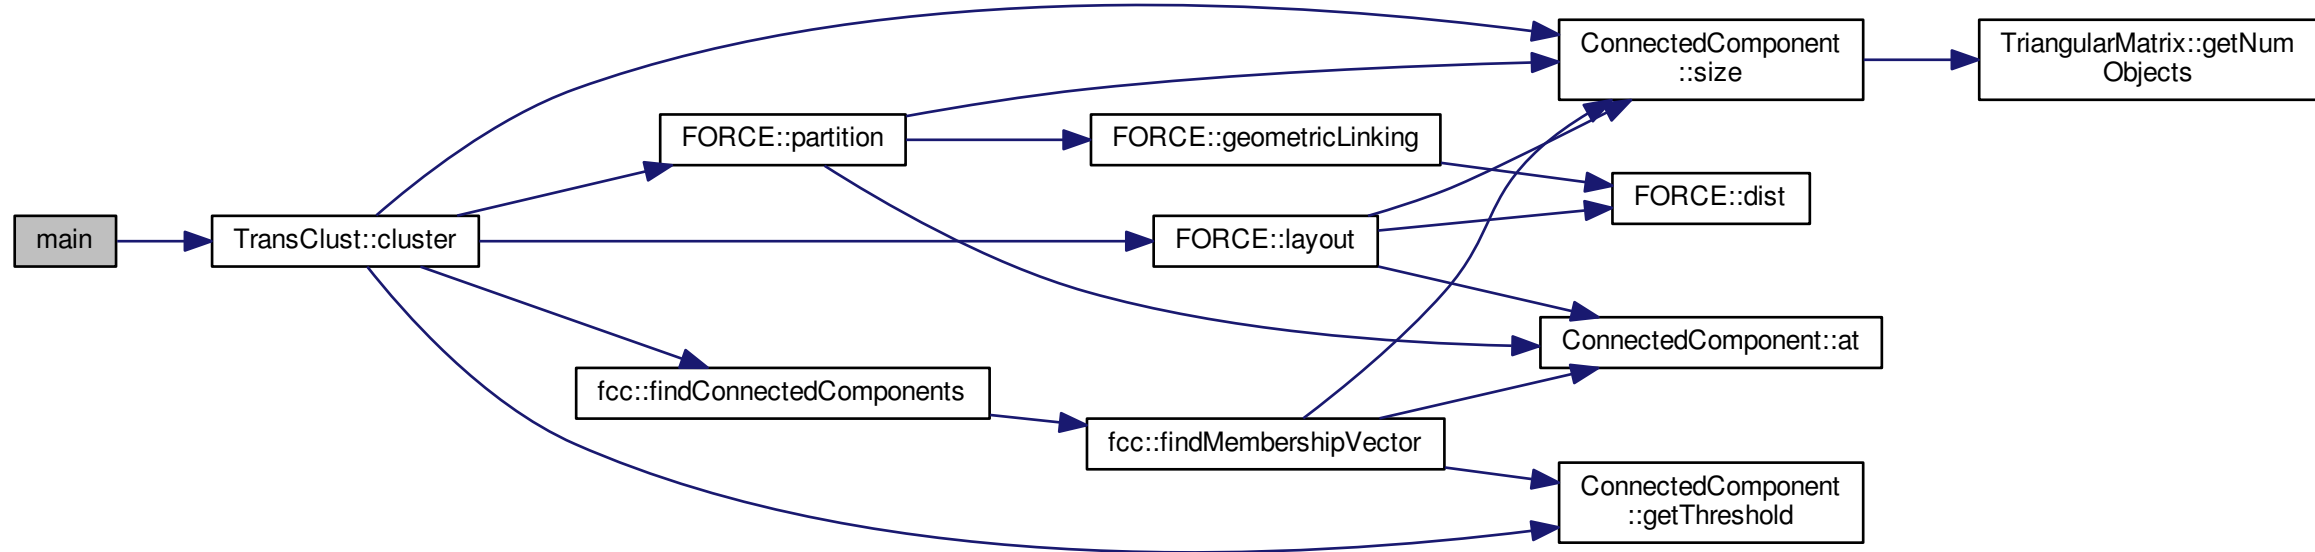 main
TransClust::cluster
FORCE::partition
fcc::findConnectedComponents
FORCE::geometricLinking
FORCE::layout
fcc::findMembershipVector
ConnectedComponent
::size
FORCE::dist
ConnectedComponent::at
ConnectedComponent
::getThreshold
TriangularMatrix::getNum
Objects